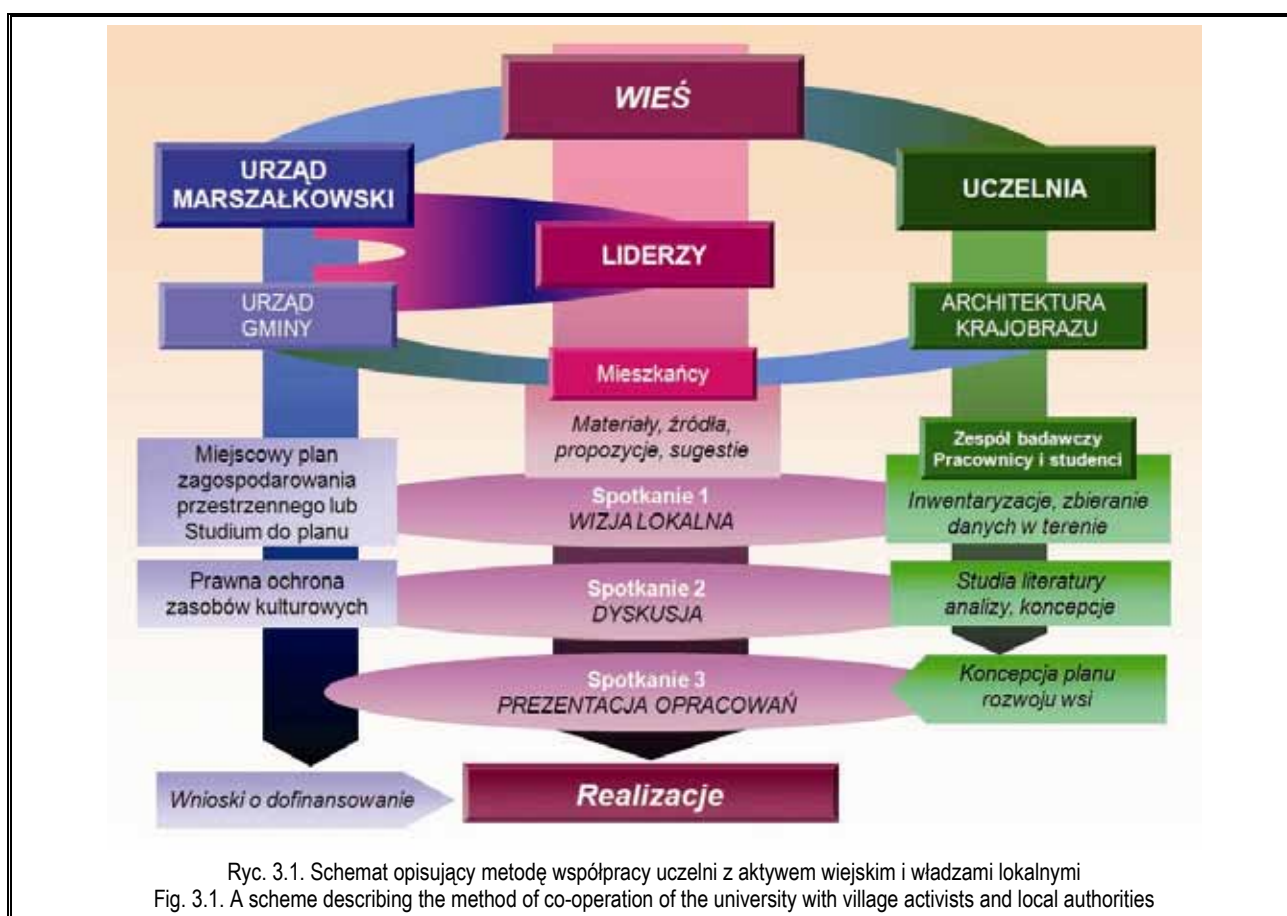 WIEŚ
URZĄD
MARSZAŁKOWSKI
UCZELNIA
LIDERZY
URZĄD
GMINY
ARCHITEKTURA
KRAJOBRAZU
Mieszkańcy
Materiały, źródła,
propozycje, sugestie
Zespół badawczy
Pracownicy i studenci
Miejscowy plan
zagospodarowania
przestrzennego lub
Studium do planu
Spotkanie 1
WIZJA LOKALNA
Inwentaryzacje, zbieranie
danych w terenie
Prawna ochrona
zasobów kulturowych
Spotkanie 2
DYSKUSJA
Studia literatury
analizy, koncepcje
Spotkanie 3
PREZENTACJA OPRACOWAŃ
Koncepcja planu
rozwoju wsi
Wnioski o dofinansowanie
Realizacje
Ryc. 3.1. Schemat opisujący metodę współpracy uczelni z aktywem wiejskim i władzami lokalnymi
Fig. 3.1. A scheme describing the method of co-operation of the university with village activists and local authorities